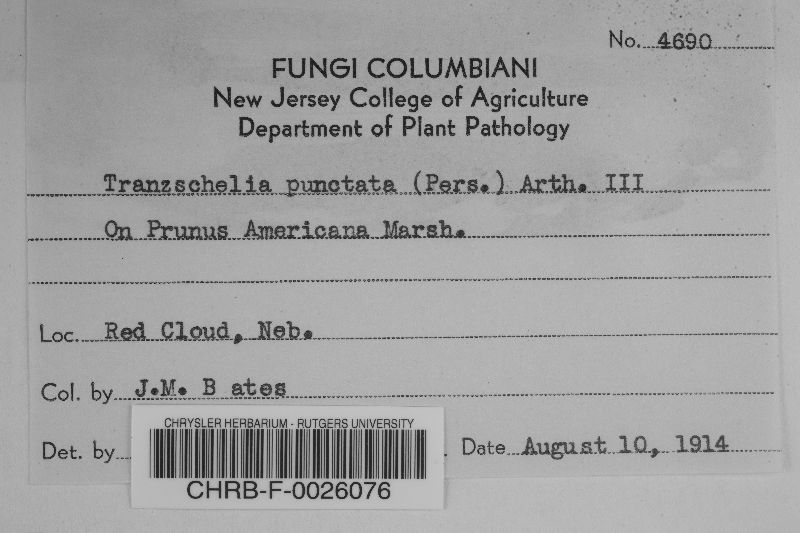 No. 4690
FUNGI COLUMBIANI
New Jersey College of Agriculture
Department of Plant Pathology
Tranzschelia punctata (Pers.) Arth. III
On Prunus Americana Marsh.
Loc. Red Cloud, Neb.
Col. by J.M. B ates
Det. by Date August 10, 1914
CHRYSLER HERBARIUM - RUTGERS UNIVERSITY
CHRB-F-0026076